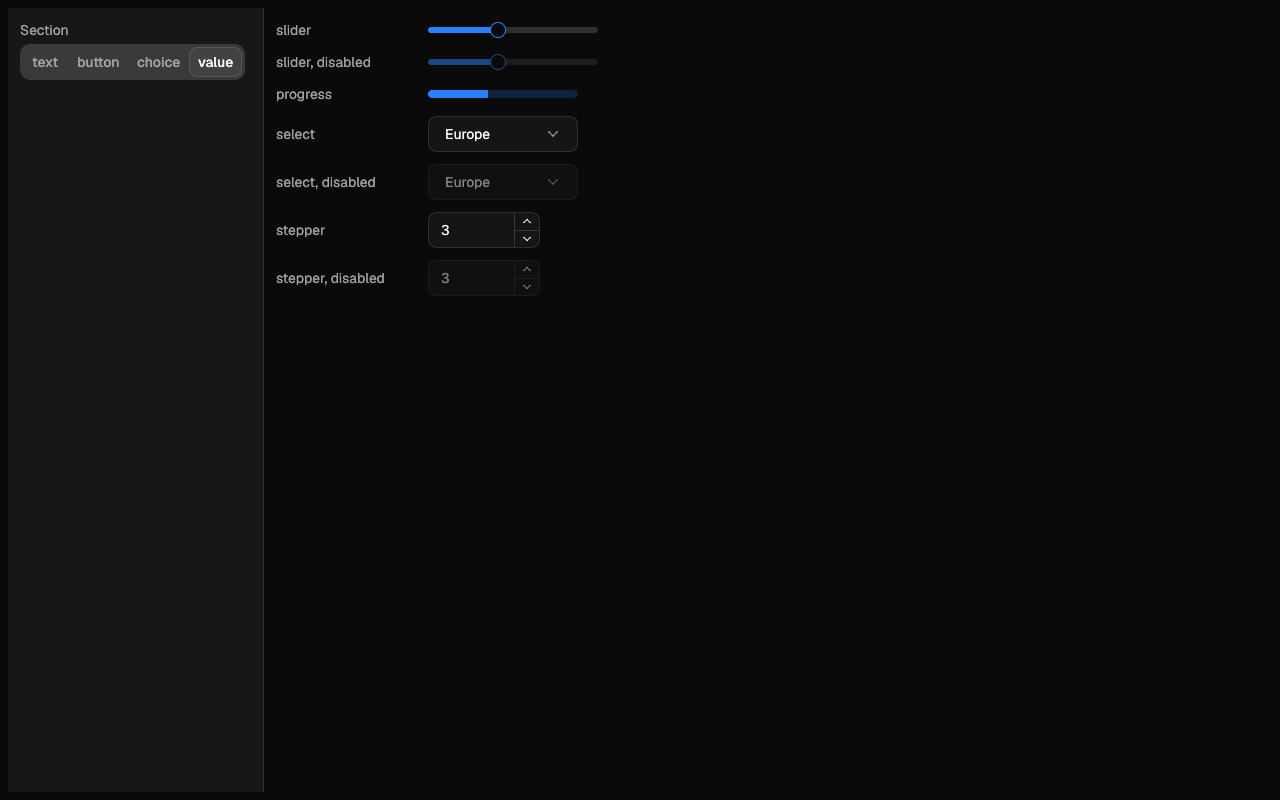 Section
text button choice value
slider
slider, disabled
progress
select Europe
select, disabled Europe
stepper 3
stepper, disabled 3